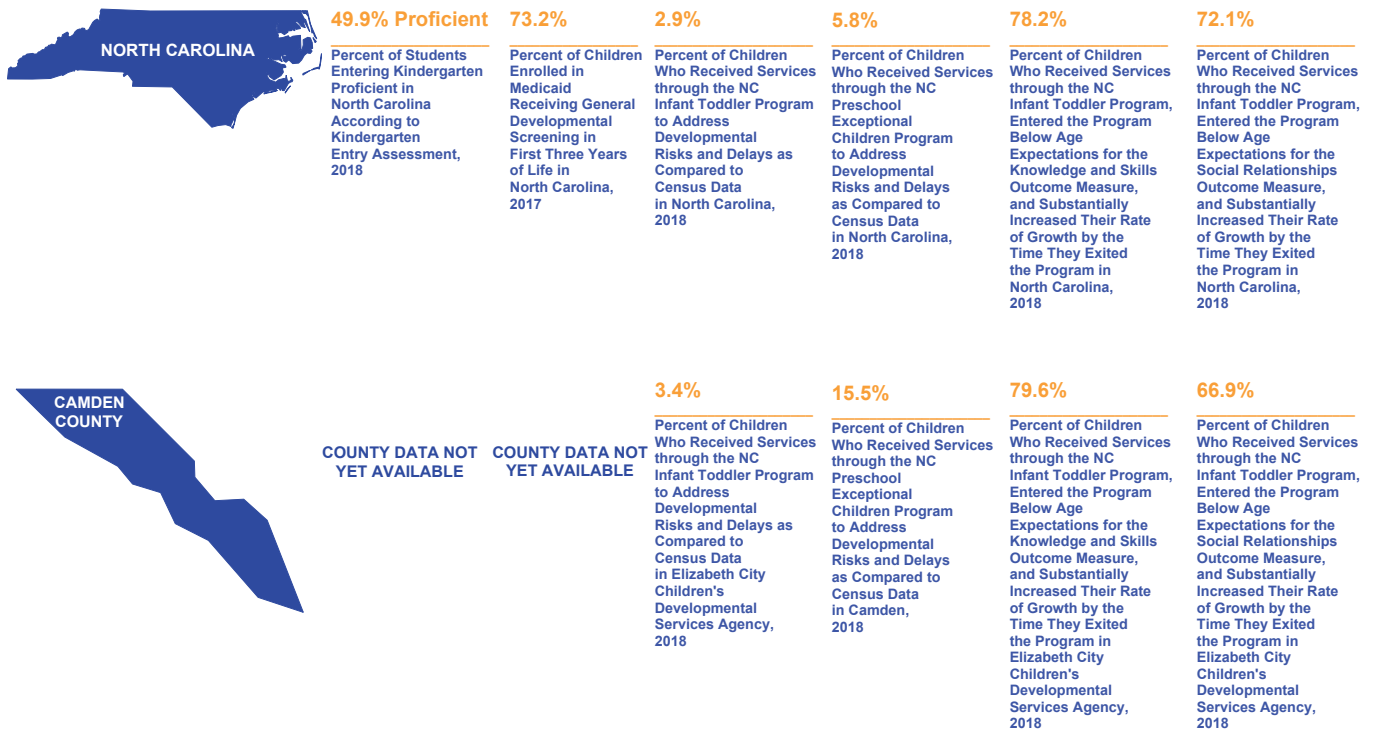 NORTH CAROLINA
49.9% Proficient
Percent of Students
Entering Kindergarten
Proficient in
North Carolina
According to
Kindergarten
Entry Assessment,
2018
73.2%
Percent of Children
Enrolled in
Medicaid
Receiving General
Developmental
Screening in
First Three Years
of Life in
North Carolina,
2017
2.9%
Percent of Children
Who Received Services
through the NC
Infant Toddler Program
to Address
Developmental
Risks and Delays as
Compared to
Census Data
in North Carolina,
2018
5.8%
Percent of Children
Who Received Services
through the NC
Preschool
Exceptional
Children Program
to Address
Developmental
Risks and Delays
as Compared to
Census Data
in North Carolina,
2018
78.2%
Percent of Children
Who Received Services
through the NC
Infant Toddler Program,
Entered the Program
Below Age
Expectations for the
Knowledge and Skills
Outcome Measure,
and Substantially
Increased Their Rate
of Growth by the
Time They Exited
the Program in
North Carolina,
2018
72.1%
Percent of Children
Who Received Services
through the NC
Infant Toddler Program,
Entered the Program
Below Age
Expectations for the
Social Relationships
Outcome Measure,
and Substantially
Increased Their Rate
of Growth by the
Time They Exited
the Program in
North Carolina,
2018
CAMDEN
COUNTY
COUNTY DATA NOT
YET AVAILABLE
COUNTY DATA NOT
YET AVAILABLE
3.4%
Percent of Children
Who Received Services
through the NC
Infant Toddler Program
to Address
Developmental
Risks and Delays as
Compared to
Census Data
in Elizabeth City
Children's
Developmental
Services Agency,
2018
15.5%
Percent of Children
Who Received Services
through the NC
Preschool
Exceptional
Children Program
to Address
Developmental
Risks and Delays
as Compared to
Census Data
in Camden,
2018
79.6%
Percent of Children
Who Received Services
through the NC
Infant Toddler Program,
Entered the Program
Below Age
Expectations for the
Knowledge and Skills
Outcome Measure,
and Substantially
Increased Their Rate
of Growth by the
Time They Exited
the Program in
Elizabeth City
Children's
Developmental
Services Agency,
2018
66.9%
Percent of Children
Who Received Services
through the NC
Infant Toddler Program,
Entered the Program
Below Age
Expectations for the
Social Relationships
Outcome Measure,
and Substantially
Increased Their Rate
of Growth by the
Time They Exited
the Program in
Elizabeth City
Children's
Developmental
Services Agency,
2018